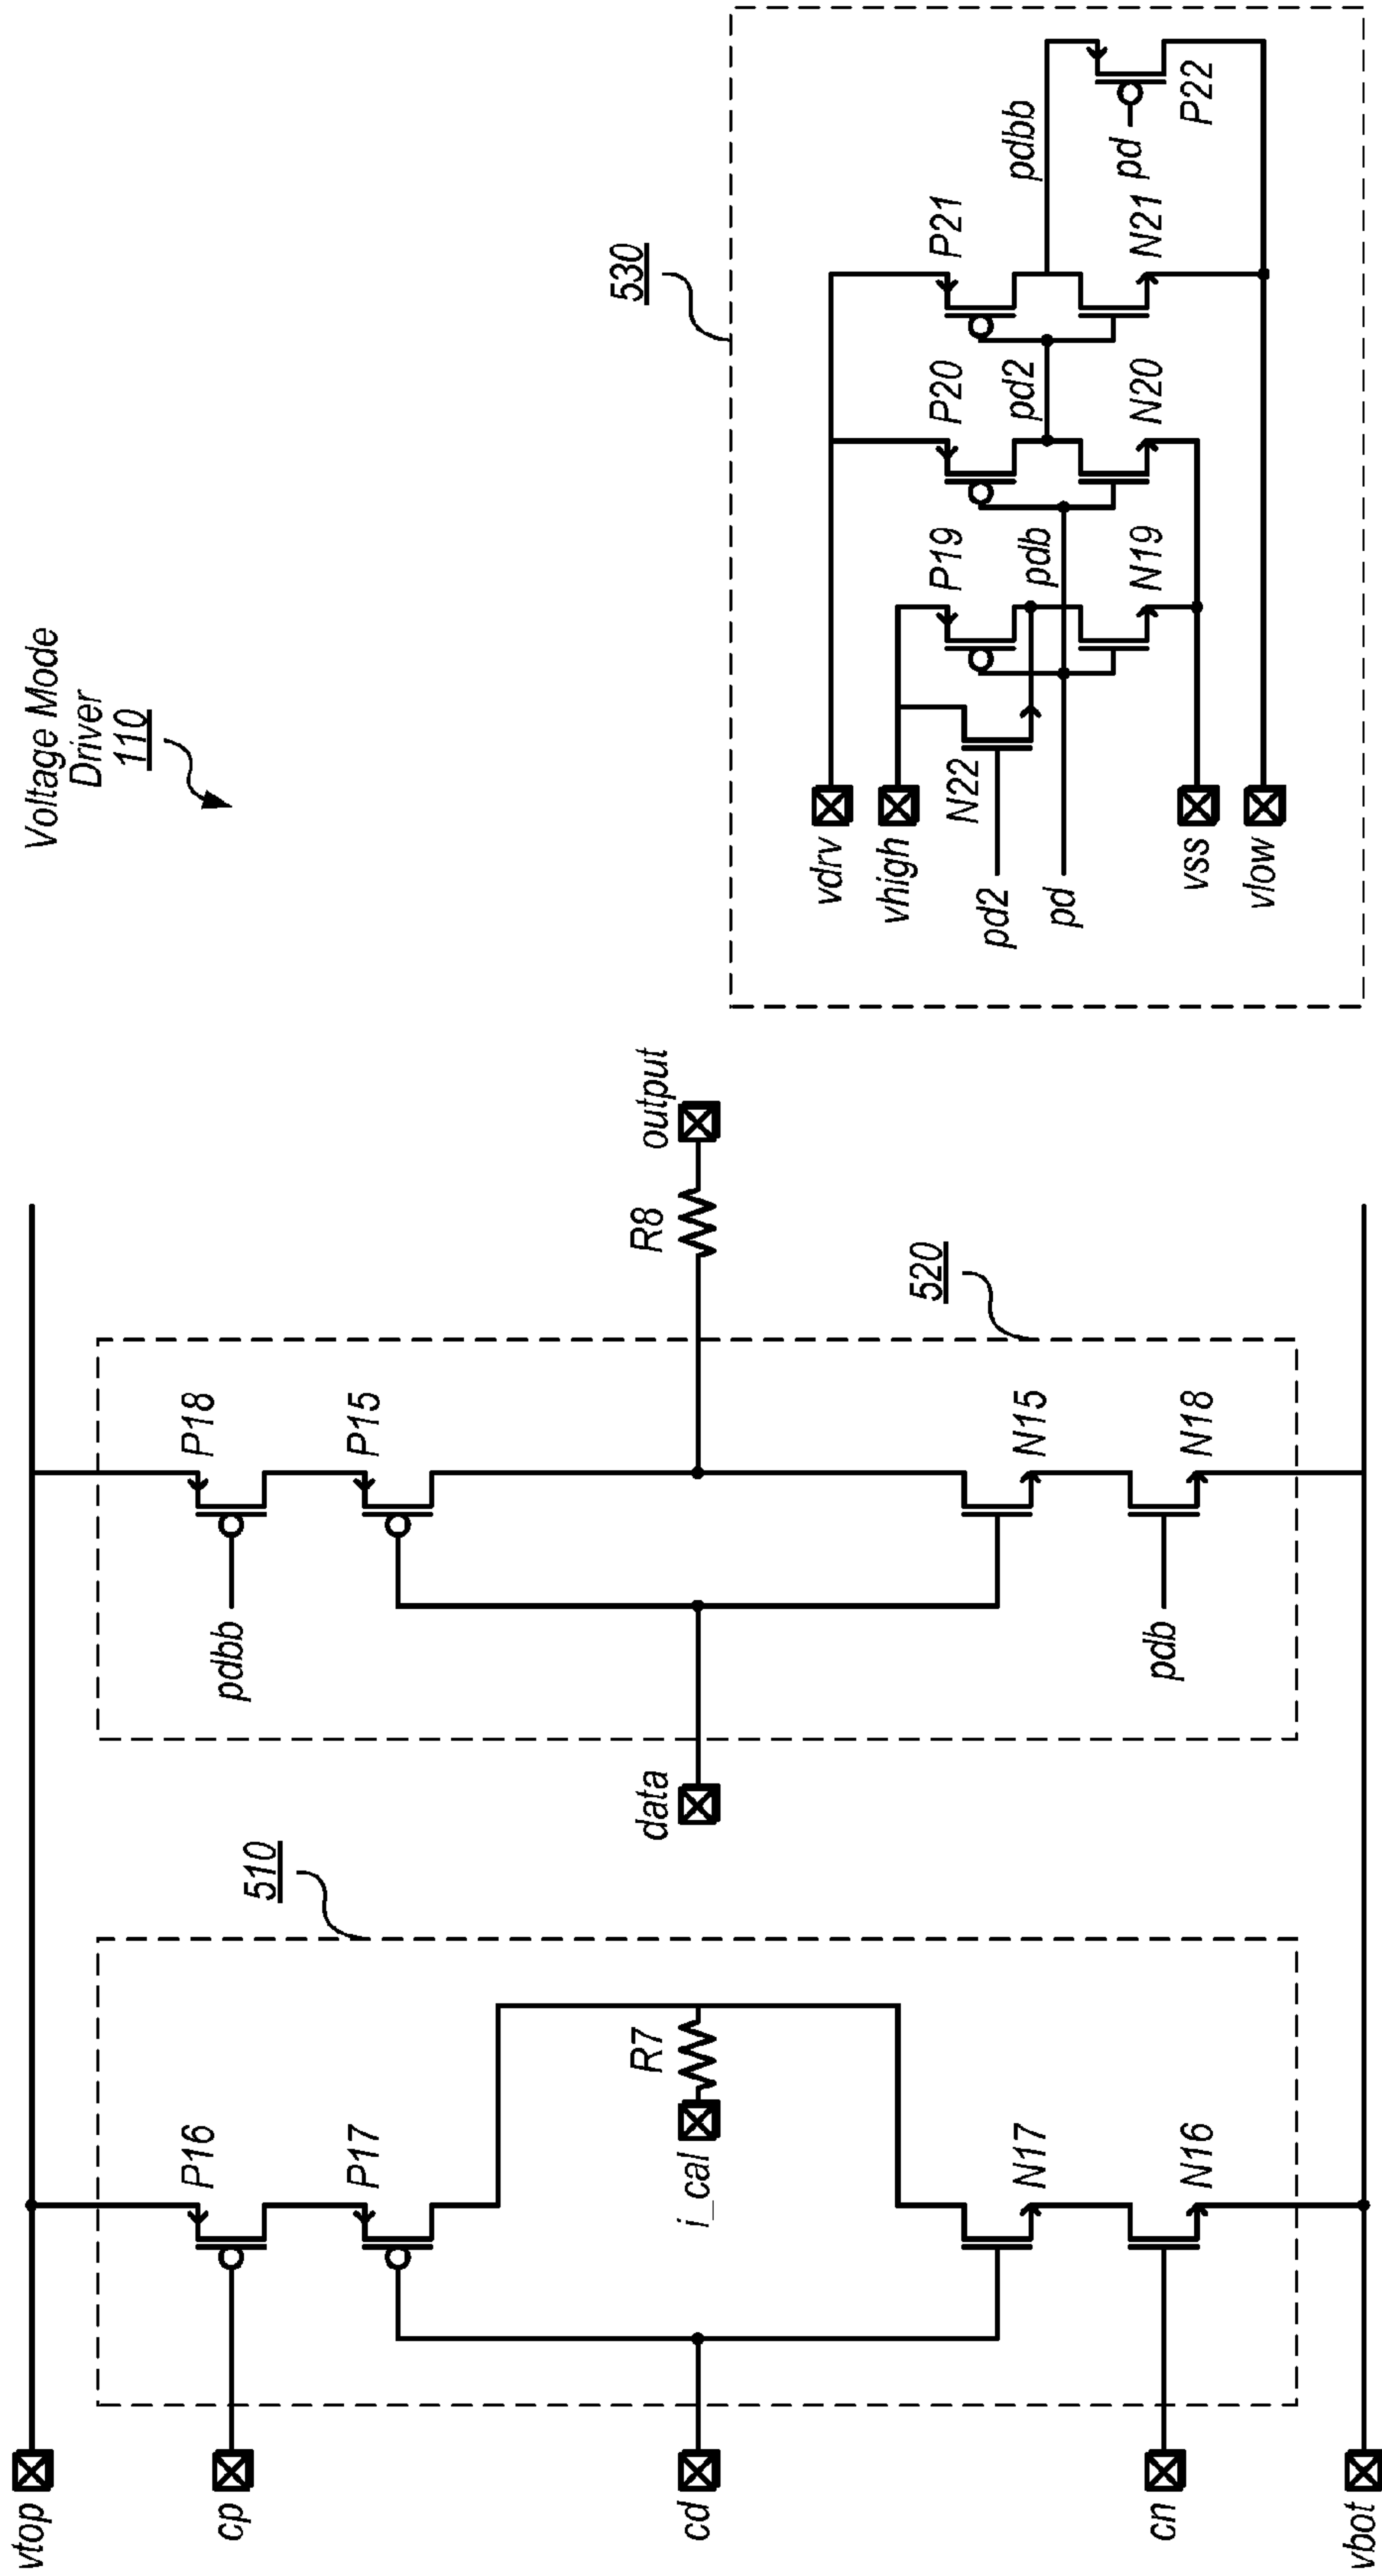 Voltage Mode
Driver
110
vtop
cp
cd
cn
vbot
510
P16
P17
R7
i_cal
N17
N16
520
data
pdbb
P18
P15
N15
pdb
N18
R8
output
530
vdrv
vhigh
pd2
pd
vss
vlow
N22
P19
pdb
N19
P20
pd2
N20
P21
N21
pdbb
pd
P22